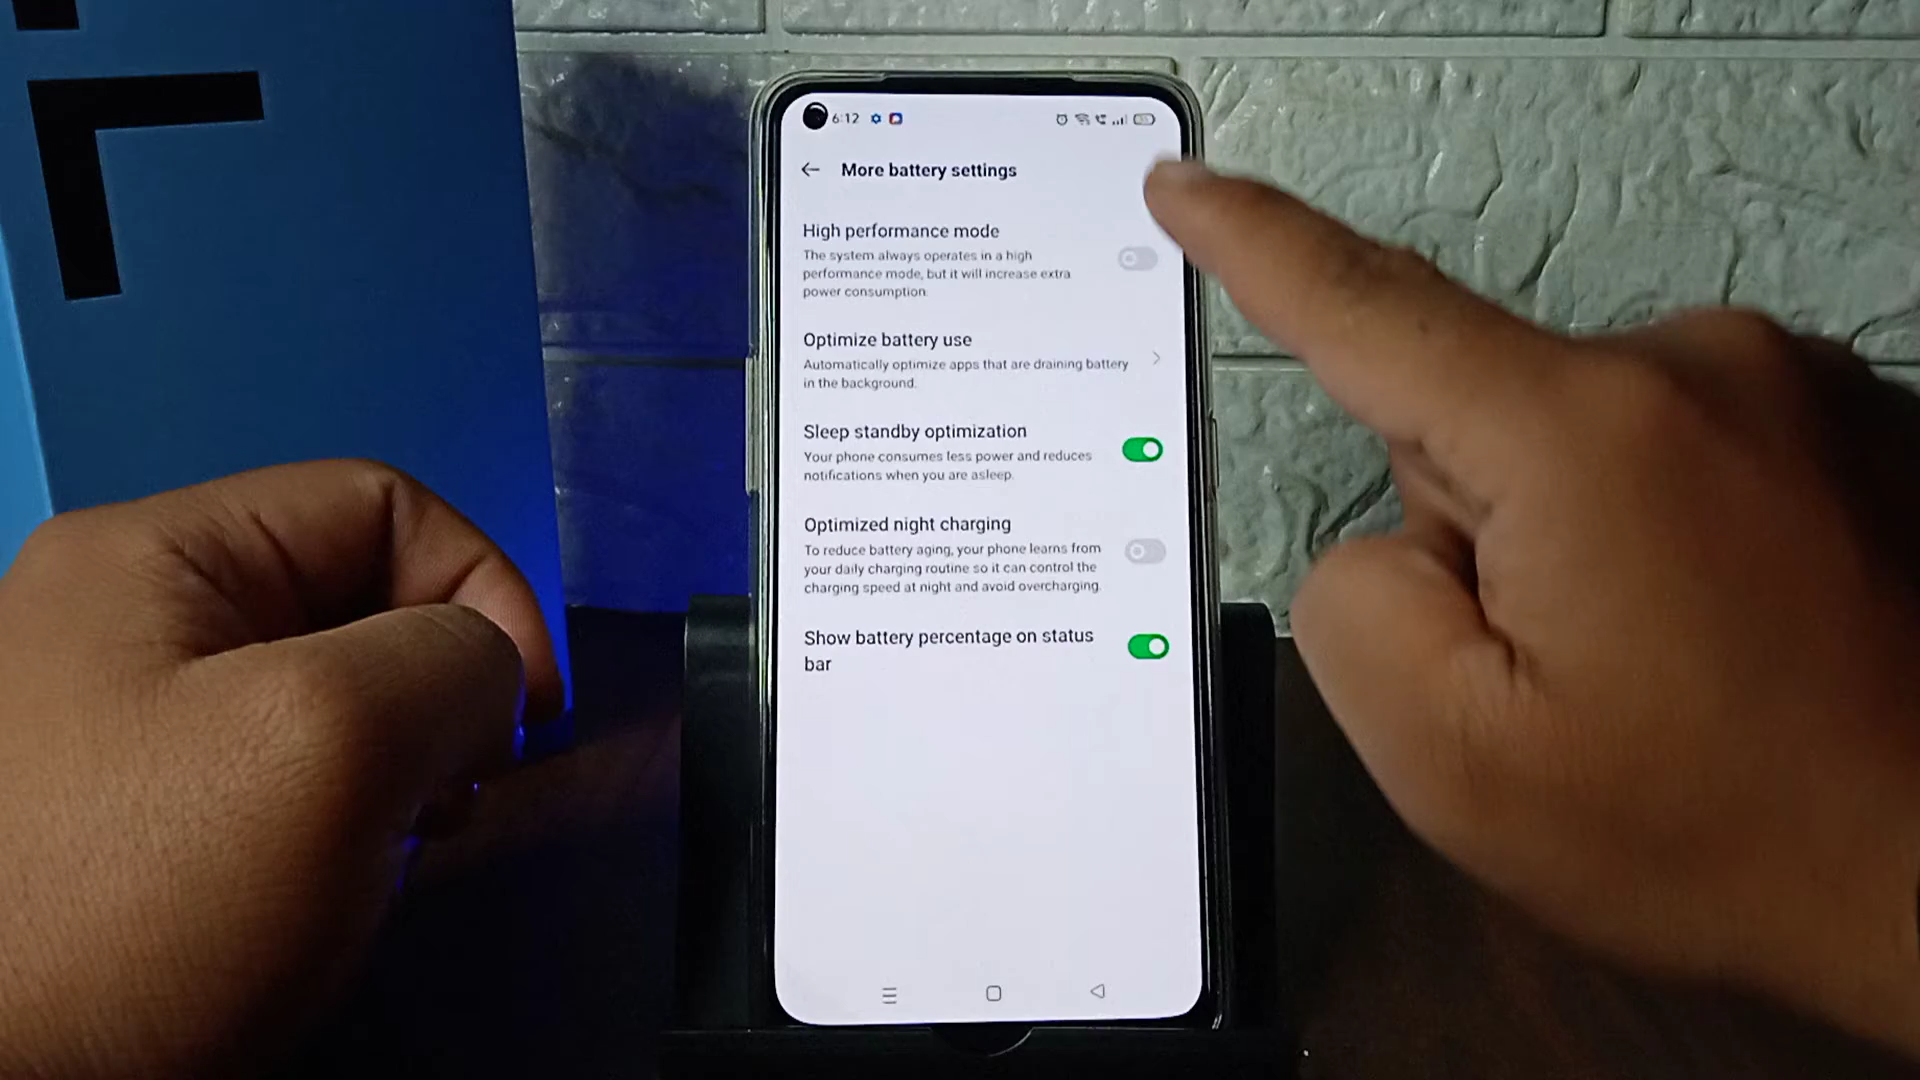 6:12
More battery settings
High performance mode
The system always operates in a high
performance mode, but it will increase extra
power consumption.
Optimize battery use
Automatically optimize apps that are draining battery
in the background.
Sleep standby optimization
Your phone consumes less power and reduces
notifications when you are asleep.
Optimized night charging
To reduce battery aging, your phone learns from
your daily charging routine so it can control the
charging speed at night and avoid overcharging.
Show battery percentage on status
bar